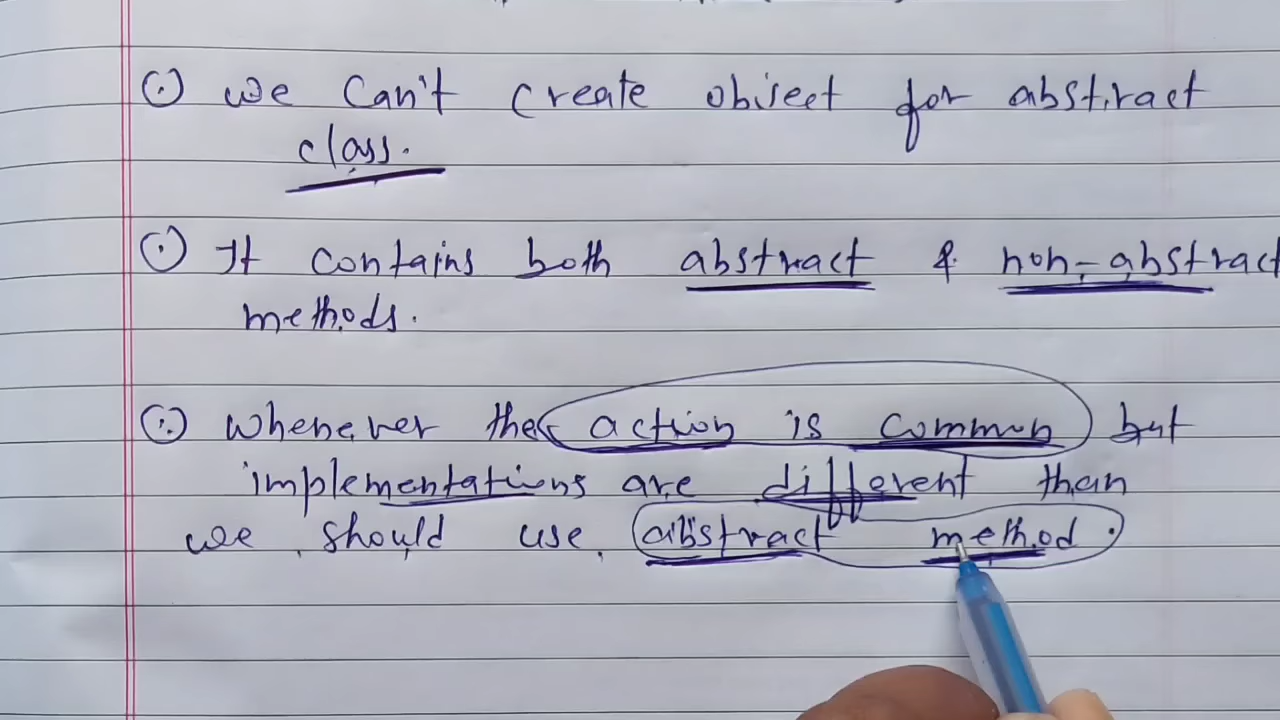 we can't create object for abstract
class.
It contains both abstract & non-abstract
methods.
whenever the action is common but
implementations are different than
we should use abstract method.